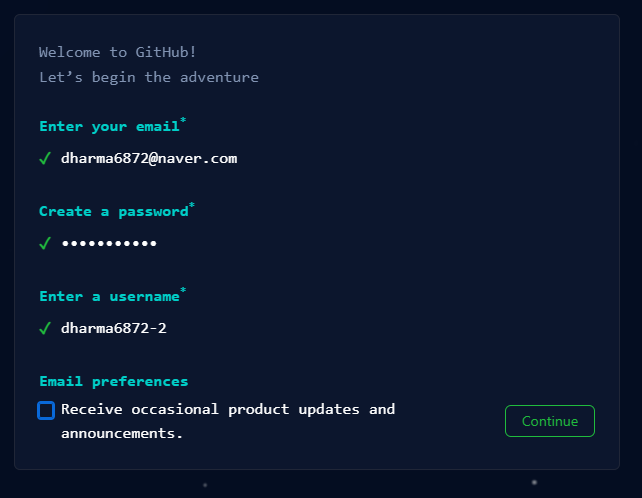 Welcome to GitHub!
Let’s begin the adventure
Enter your email*
✓ dharma6872@naver.com
Create a password*
✓ •••••••••••
Enter a username*
✓ dharma6872-2
Email preferences
Receive occasional product updates and
announcements.
Continue